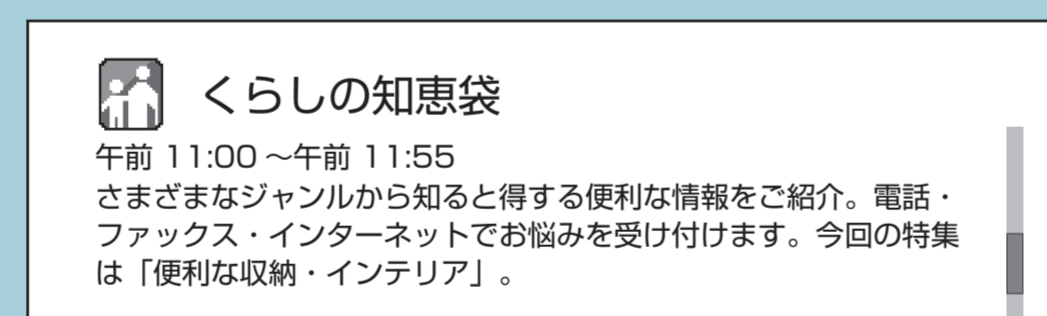 くらしの知恵袋
午前 11:00 ～午前 11:55
さまざまなジャンルから知ると得する便利な情報をご紹介。電話・
ファックス・インターネットでお悩みを受け付けます。今回の特集
は「便利な収納・インテリア」。